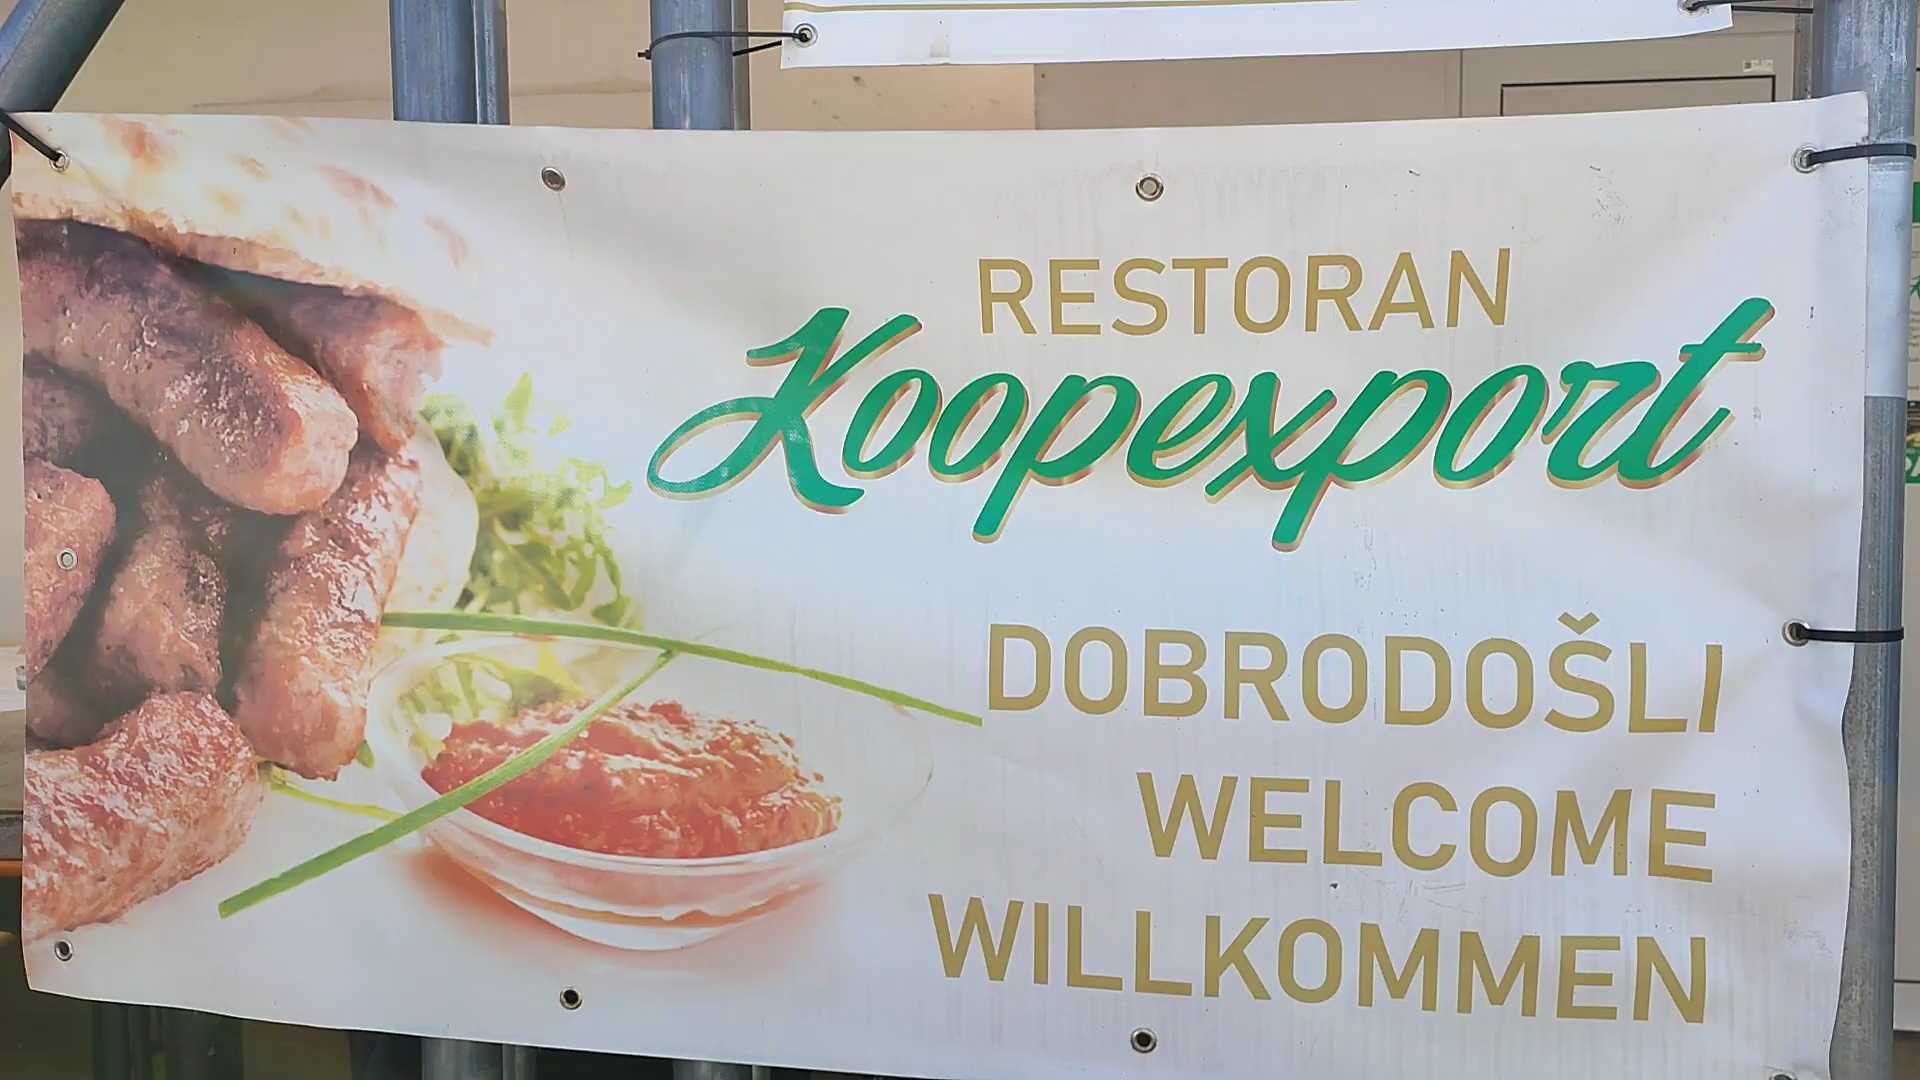 RESTORAN
Koopexport
DOBRODOŠLI
WELCOME
WILLKOMMEN